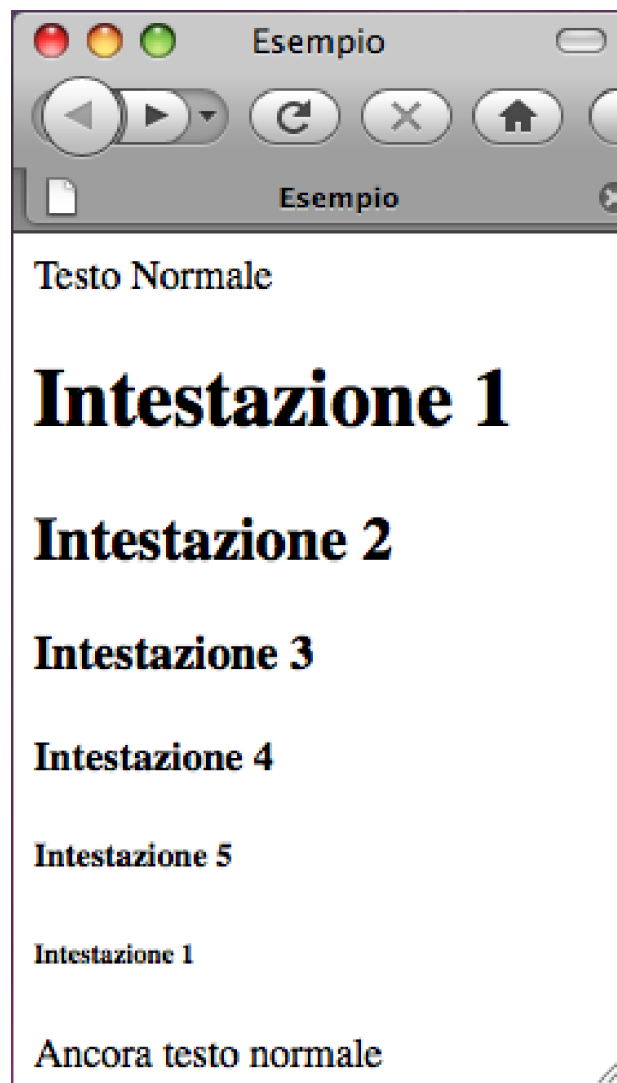 Esempio
Esempio
Testo Normale
Intestazione 1
Intestazione 2
Intestazione 3
Intestazione 4
Intestazione 5
Intestazione 1
Ancora testo normale